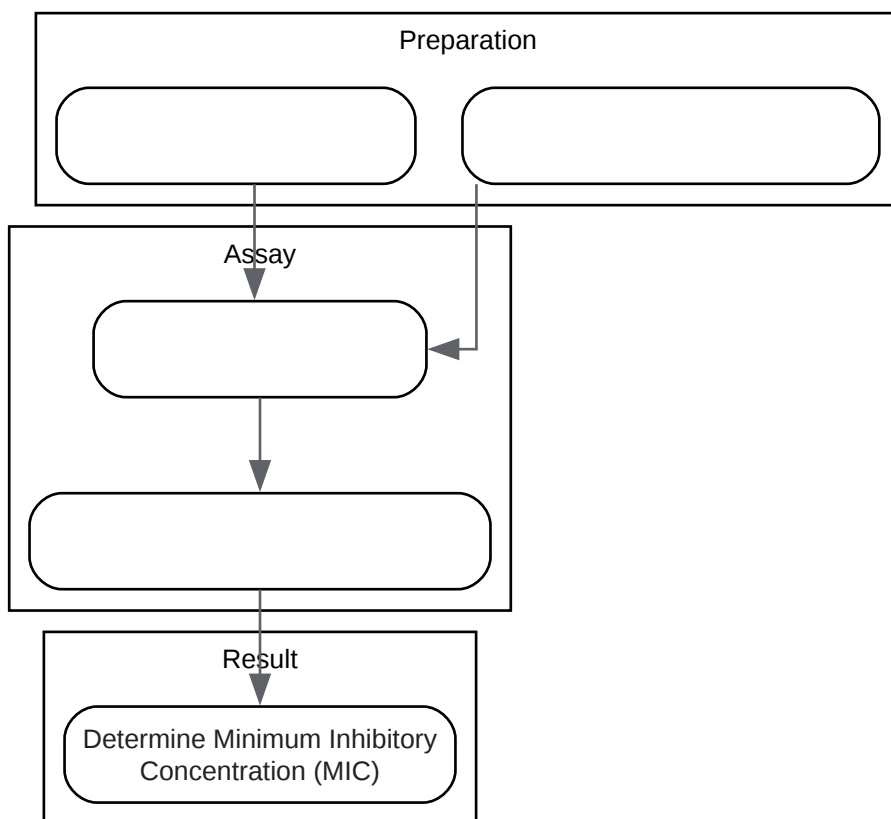 Preparation
Assay
Result
Determine Minimum Inhibitory
Concentration (MIC)